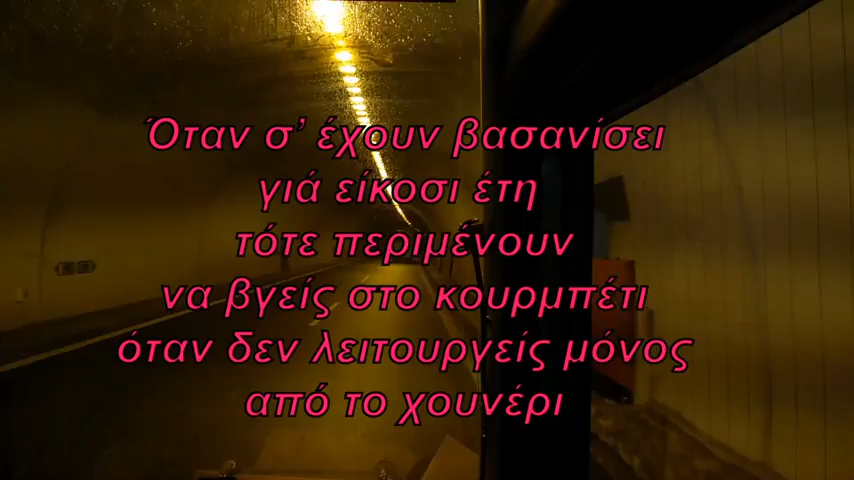 Όταν σ’ έχουν βασανίσει
γιά είκοσι έτη
τότε περιμένουν
να βγείς στο κουρμπέτι
όταν δεν λειτουργείς μόνος
από το χουνέρι